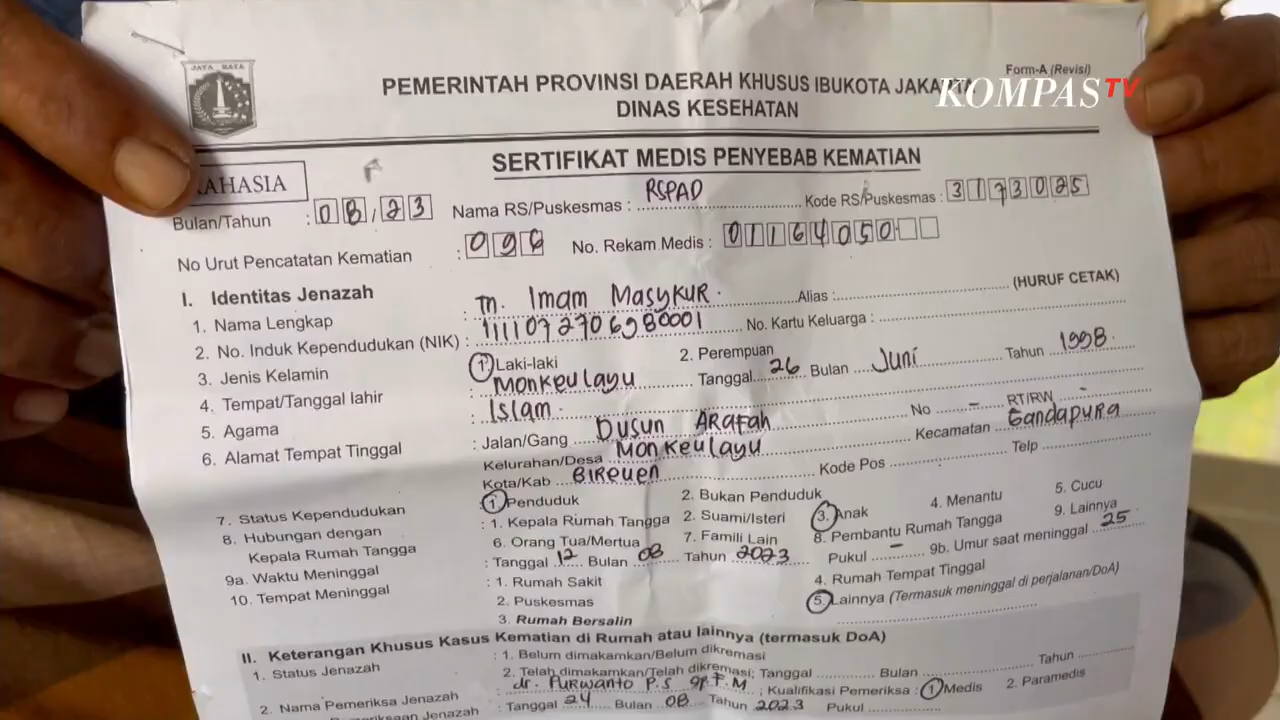 JAYA RAYA
Form-A (Revisi)
PEMERINTAH PROVINSI DAERAH KHUSUS IBUKOTA JAKARTA
KOMPASTV
DINAS KESEHATAN
SERTIFIKAT MEDIS PENYEBAB KEMATIAN
RAHASIA
Bulan/Tahun : 08/23 Nama RS/Puskesmas : RSPAD Kode RS/Puskesmas : 3173025
No Urut Pencatatan Kematian : 096 No. Rekam Medis : 01164050
I. Identitas Jenazah (HURUF CETAK)
1. Nama Lengkap : Tn. Imam Masykur. Alias :
2. No. Induk Kependudukan (NIK) : 1111072706980001 No. Kartu Keluarga :
3. Jenis Kelamin 1. Laki-laki 2. Perempuan
4. Tempat/Tanggal lahir : Monkeulayu Tanggal 26 Bulan Juni Tahun 1998.
5. Agama : Islam.
6. Alamat Tempat Tinggal : Jalan/Gang Dusun Arafah No - RT/RW -
Kelurahan/Desa Monkeulayu Kecamatan Gandapura
Kota/Kab Bireuen Kode Pos Telp
7. Status Kependudukan 1. Penduduk 2. Bukan Penduduk
8. Hubungan dengan : 1. Kepala Rumah Tangga 2. Suami/Isteri 3. Anak 4. Menantu 5. Cucu
Kepala Rumah Tangga 6. Orang Tua/Mertua 7. Famili Lain 8. Pembantu Rumah Tangga 9. Lainnya
9a. Waktu Meninggal : Tanggal 12 Bulan 08 Tahun 2023 Pukul - 9b. Umur saat meninggal 25
10. Tempat Meninggal : 1. Rumah Sakit 4. Rumah Tempat Tinggal
2. Puskesmas 5. Lainnya (Termasuk meninggal di perjalanan/DoA)
3. Rumah Bersalin
II. Keterangan Khusus Kasus Kematian di Rumah atau lainnya (termasuk DoA)
1. Status Jenazah : 1. Belum dimakamkan/Belum dikremasi
2. Telah dimakamkan/Telah dikremasi; Tanggal Bulan Tahun
2. Nama Pemeriksa Jenazah dr. Purwanto P.S Sp.F.M ; Kualifikasi Pemeriksa : 1 Medis 2. Paramedis
Pemeriksaan Jenazah : Tanggal 24 Bulan 08 Tahun 2023 Pukul